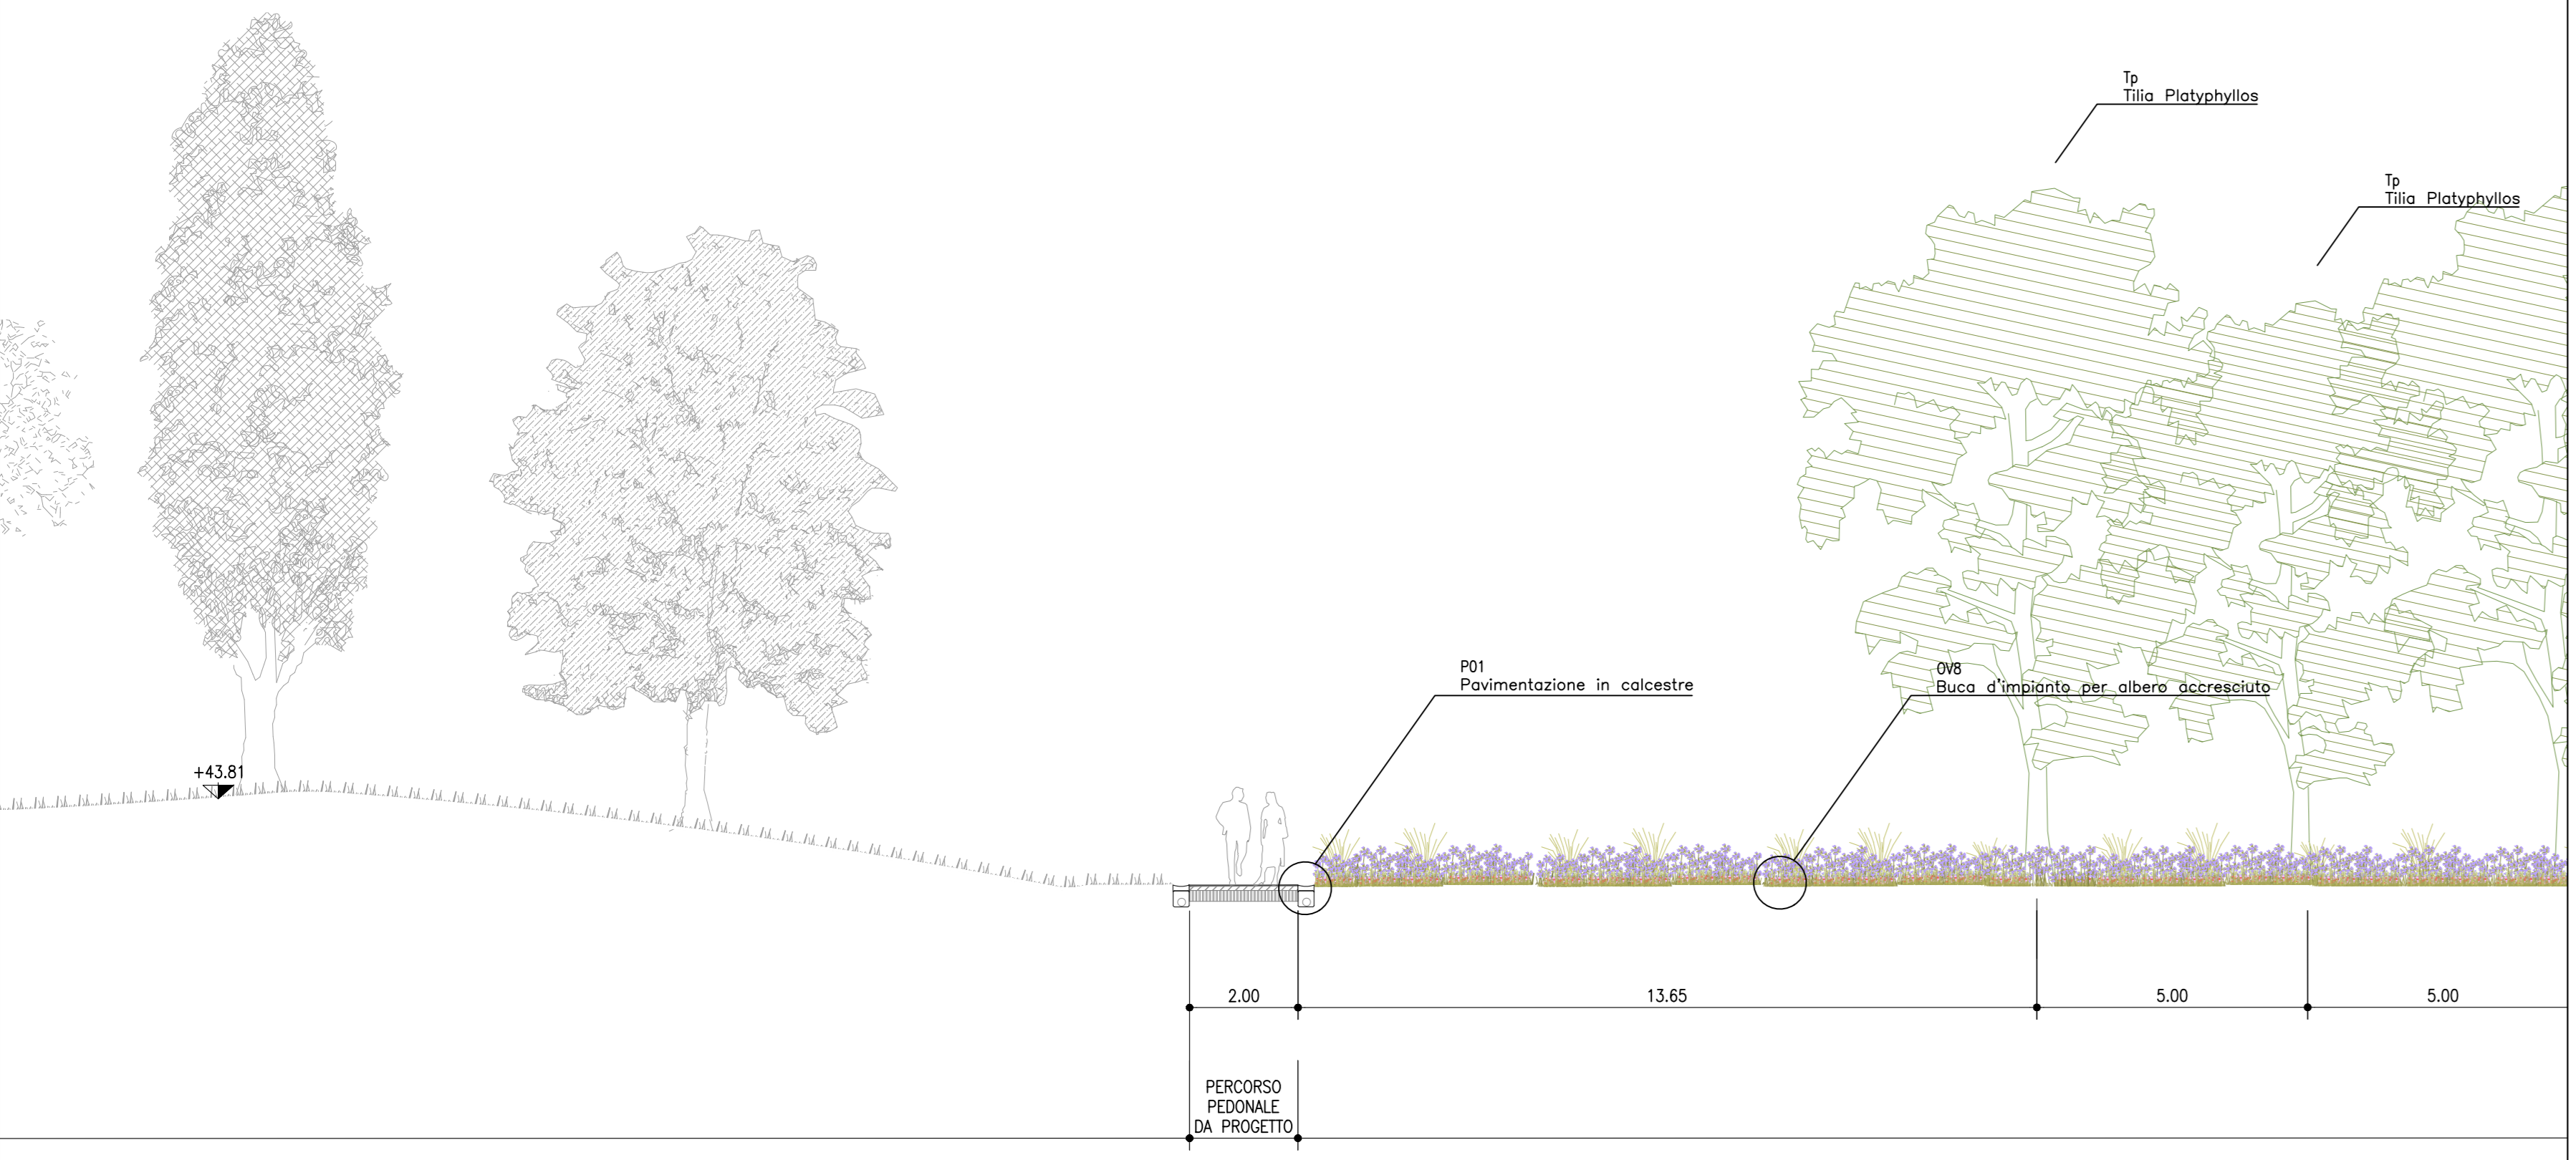 Tp
Tilia Platyphyllos
Tp
Tilia Platyphyllos
P01
Pavimentazione in calcestre
OV8
Buca d'impianto per albero accresciuto
+43.81
2.00
13.65
5.00
5.00
PERCORSO
PEDONALE
DA PROGETTO